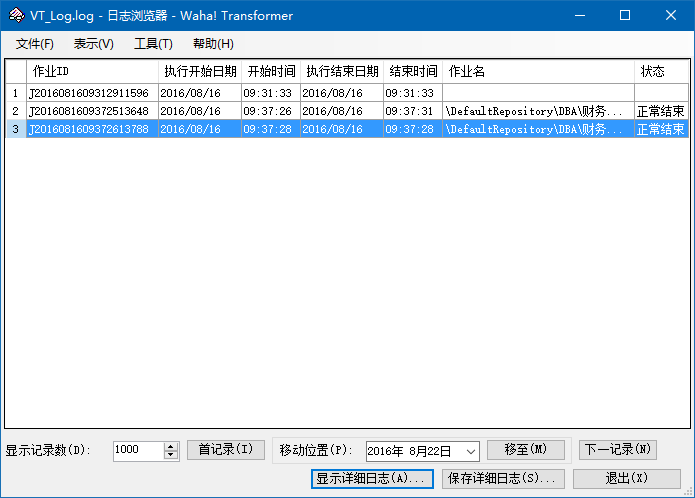 VT_Log.log - 日志浏览器 - Waha! Transformer
文件(F) 表示(V) 工具(T) 帮助(H)
作业ID 执行开始日期 开始时间 执行结束日期 结束时间 作业名 状态
1 J2016081609312911596 2016/08/16 09:31:33 2016/08/16 09:31:33
2 J2016081609372513648 2016/08/16 09:37:26 2016/08/16 09:37:31 \DefaultRepository\DBA\财务... 正常结束
3 J2016081609372613788 2016/08/16 09:37:28 2016/08/16 09:37:28 \DefaultRepository\DBA\财务... 正常结束
显示记录数(D): 1000 首记录(I) 移动位置(P): 2016年 8月22日 移至(M) 下一记录(N)
显示详细日志(A)... 保存详细日志(S)... 退出(X)